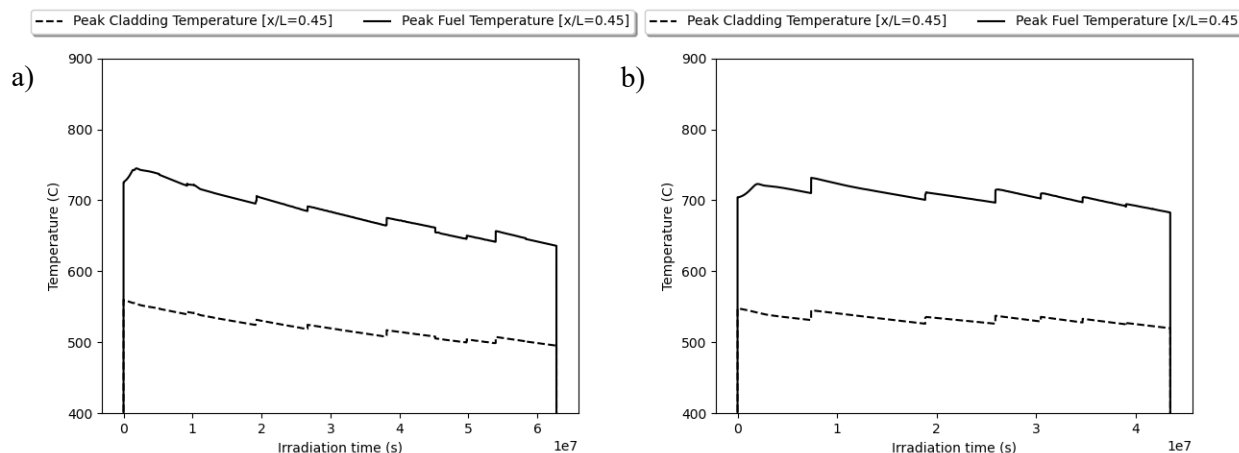 Peak Cladding Temperature [x/L=0.45] Peak Fuel Temperature [x/L=0.45]
a)
900
800
700
600
500
400
Temperature (C)
0 1 2 3 4 5 6
1e7
Irradiation time (s)
Peak Cladding Temperature [x/L=0.45] Peak Fuel Temperature [x/L=0.45
b)
900
800
700
600
500
400
Temperature (C)
0 1 2 3 4
1e7
Irradiation time (s)